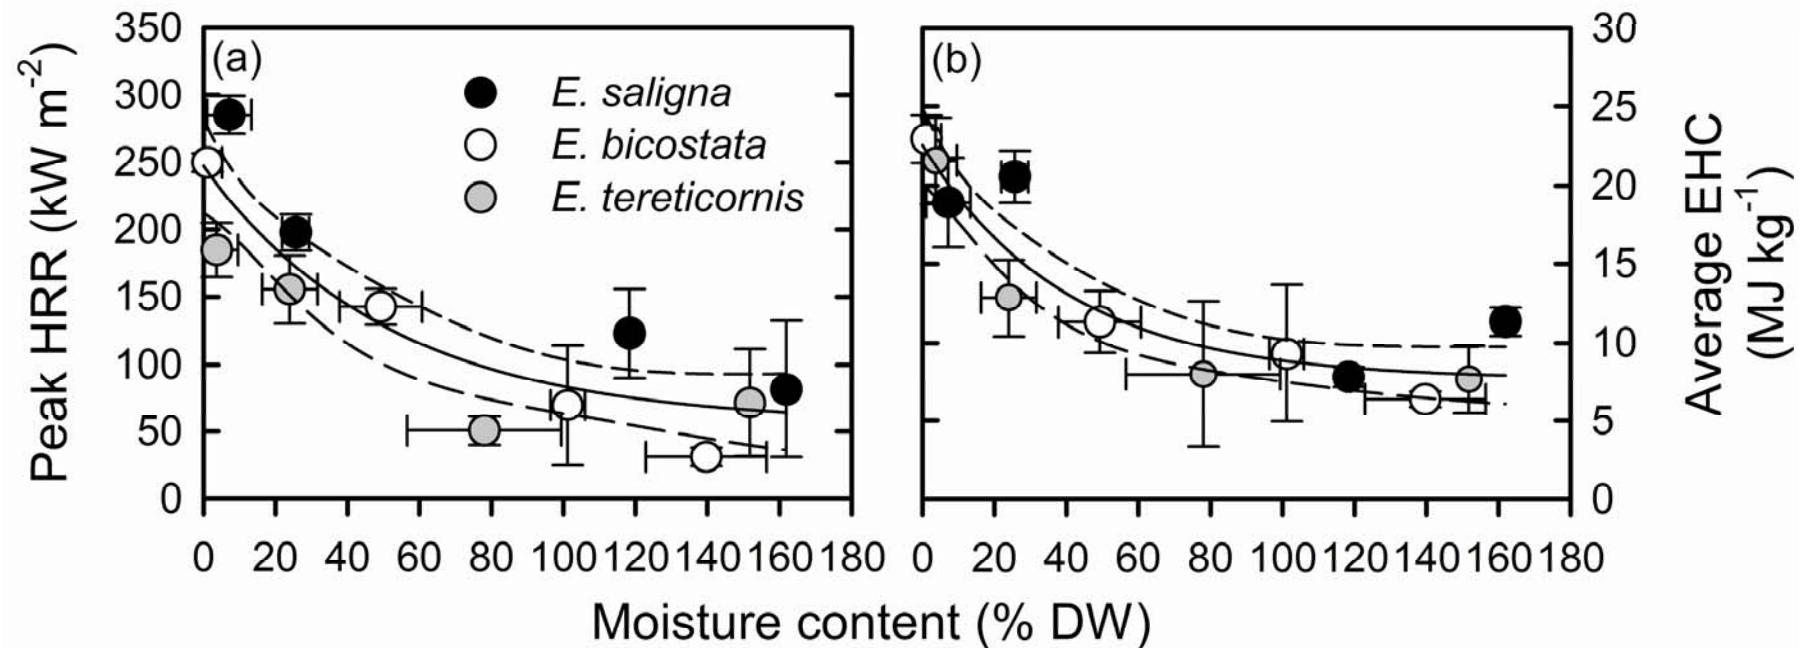 Peak HRR (kW m-2)
350
300
250
200
150
100
50
0
(a)
E. saligna
E. bicostata
E. tereticornis
0 20 40 60 80 100 120 140 160 180
(b)
30
25
20
15
10
5
0
Average EHC
(MJ kg-1)
0 20 40 60 80 100 120 140 160 180
Moisture content (% DW)